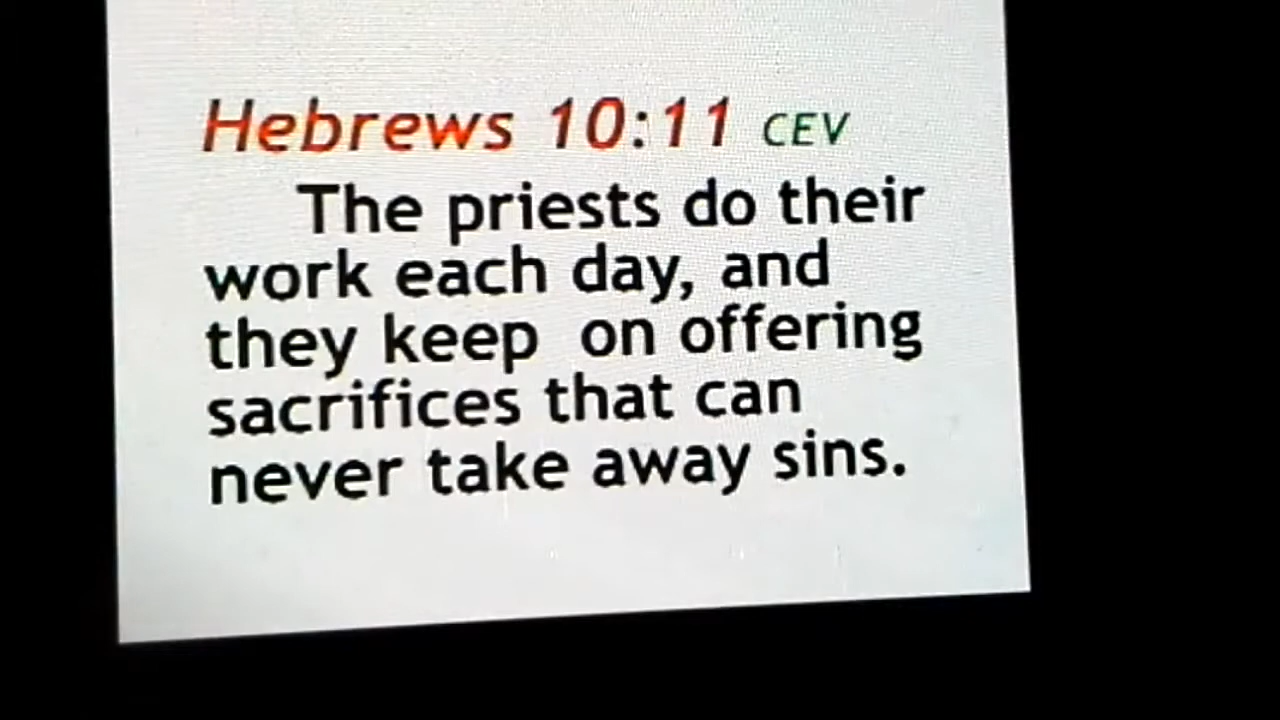 Hebrews 10:11 CEV
The priests do their
work each day, and
they keep on offering
sacrifices that can
never take away sins.